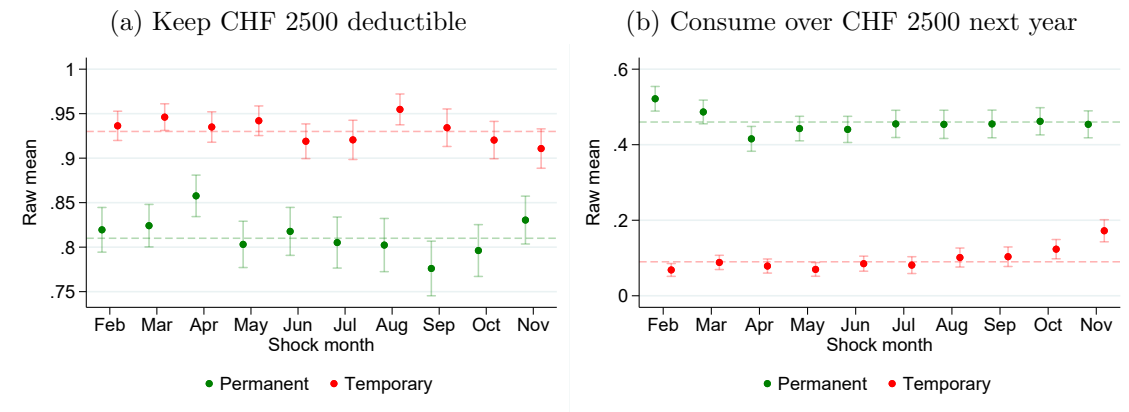 (a) Keep CHF 2500 deductible
1
.95
.9
.85
.8
.75
Raw mean
Feb Mar Apr May Jun Jul Aug Sep Oct Nov
Shock month
Permanent Temporary
(b) Consume over CHF 2500 next year
.6
.4
.2
0
Raw mean
Feb Mar Apr May Jun Jul Aug Sep Oct Nov
Shock month
Permanent Temporary